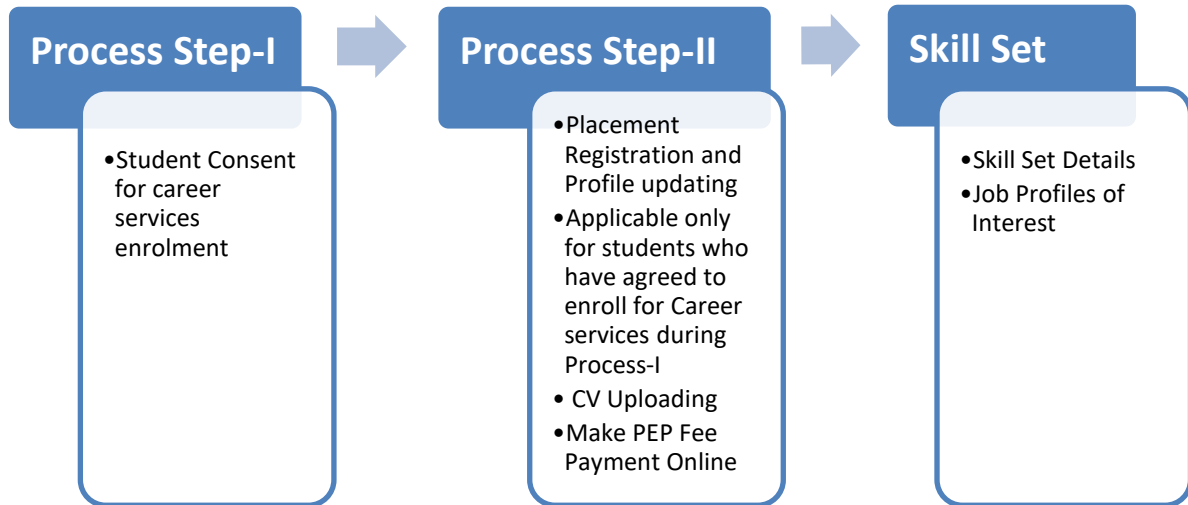 Process Step-I
•Student Consent
for career
services
enrolment
Process Step-II
•Placement
Registration and
Profile updating
•Applicable only
for students who
have agreed to
enroll for Career
services during
Process-I
• CV Uploading
•Make PEP Fee
Payment Online
Skill Set
•Skill Set Details
•Job Profiles of
Interest